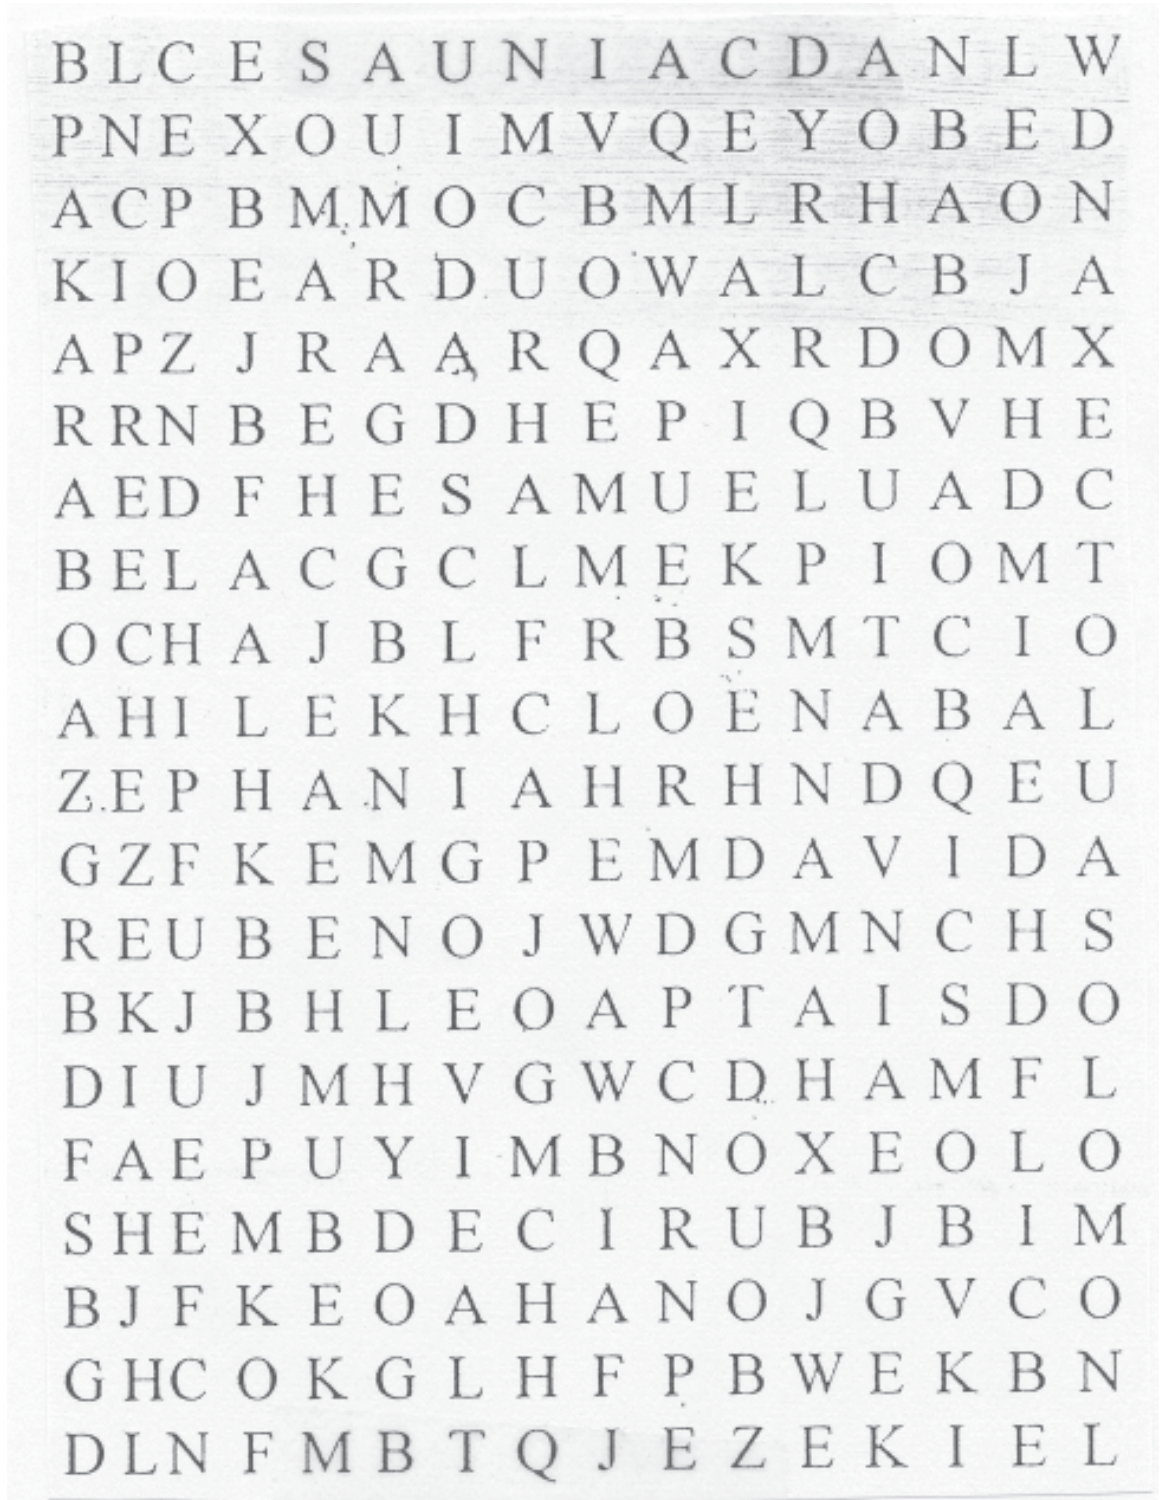 B L C E S A U N I A C D A N L W
P N E X O U I M V Q E Y O B E D
A C P B M M O C B M L R H A O N
K I O E A R D U O W A L C B J A
A P Z J R A A R Q A X R D O M X
R R N B E G D H E P I Q B V H E
A E D F H E S A M U E L U A D C
B E L A C G C L M E K P I O M T
O C H A J B L F R B S M T C I O
A H I L E K H C L O E N A B A L
Z E P H A N I A H R H N D Q E U
G Z F K E M G P E M D A V I D A
R E U B E N O J W D G M N C H S
B K J B H L E O A P T A I S D O
D I U J M H V G W C D H A M F L
F A E P U Y I M B N O X E O L O
S H E M B D E C I R U B J B I M
B J F K E O A H A N O J G V C O
G H C O K G L H F P B W E K B N
D L N F M B T Q J E Z E K I E L